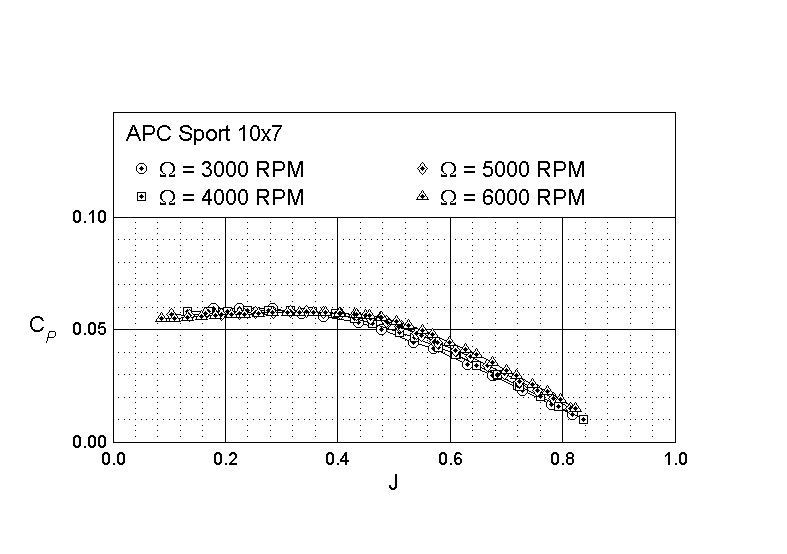 APC Sport 10x7
Ω = 3000 RPM Ω = 5000 RPM
Ω = 4000 RPM Ω = 6000 RPM
0.10
0.05
C_P
0.00
0.0 0.2 0.4 0.6 0.8 1.0
J